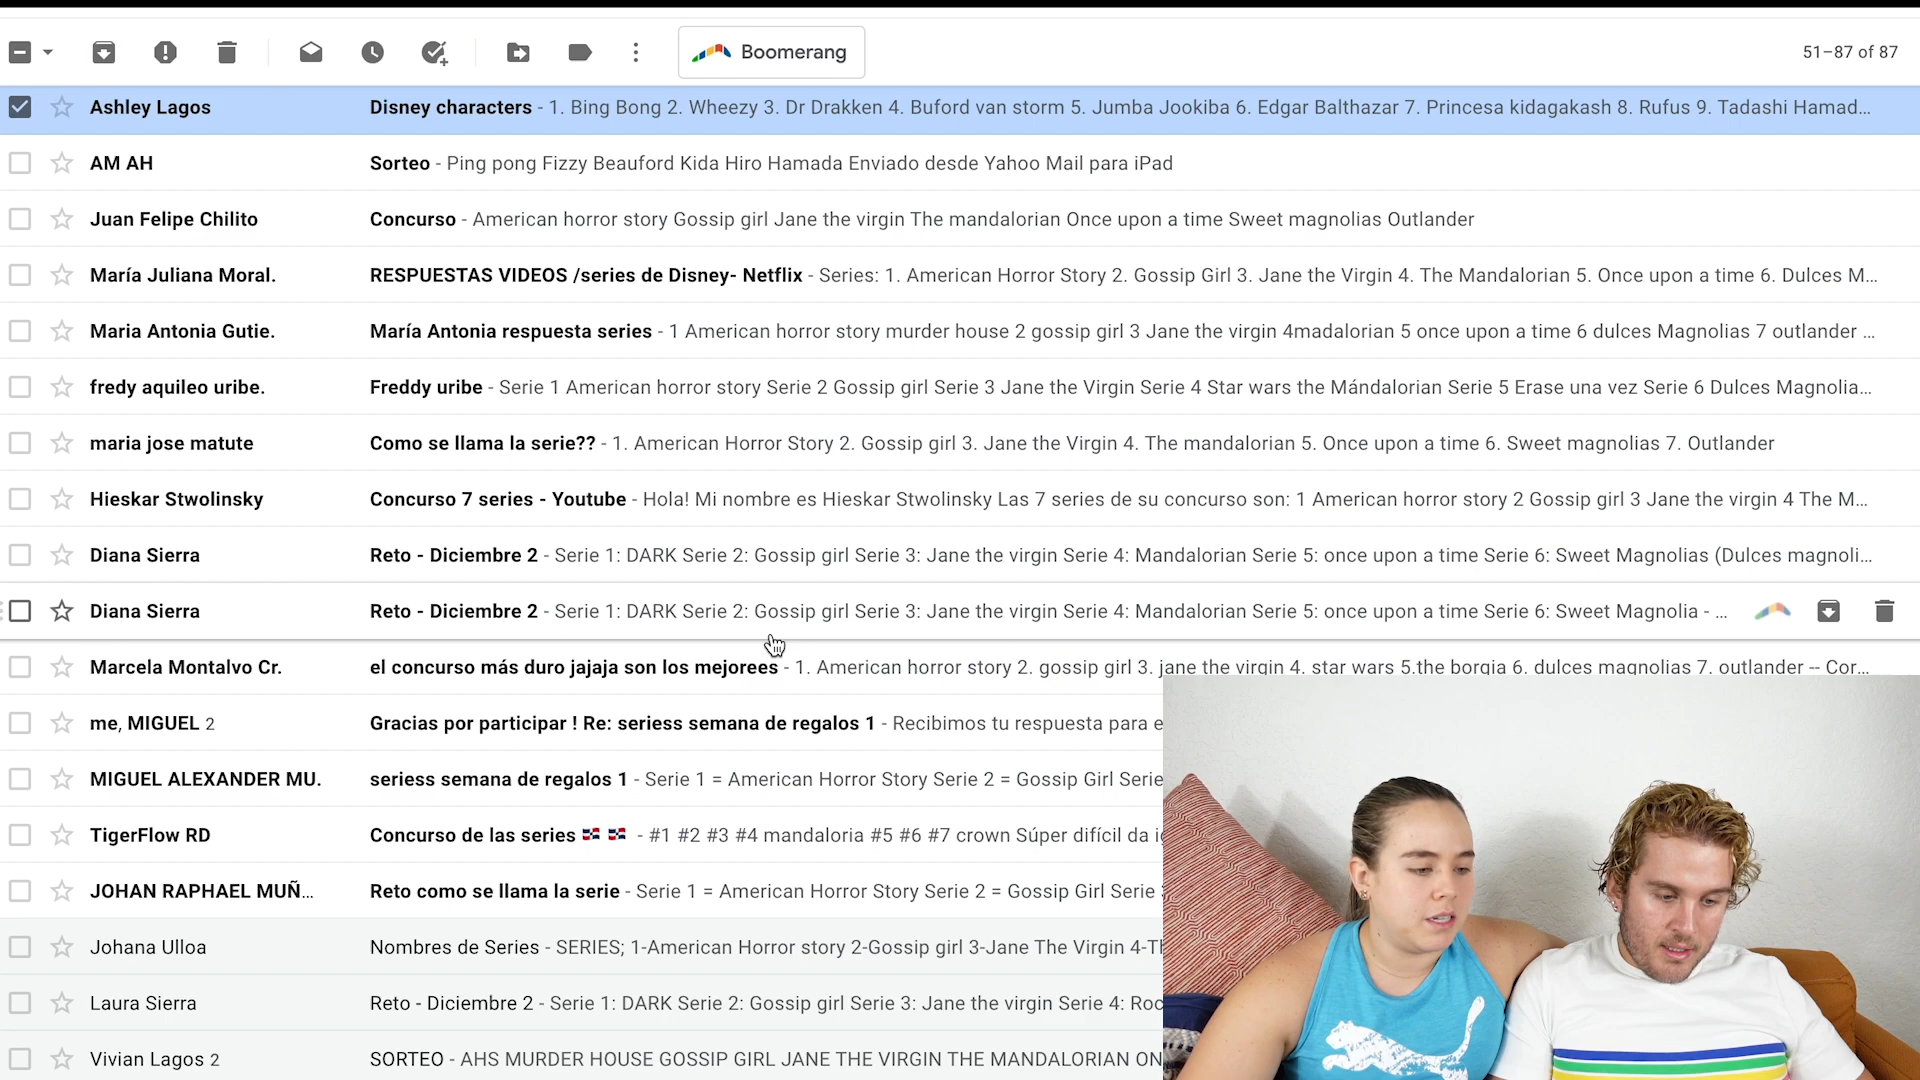 Boomerang
51–87 of 87
Ashley Lagos Disney characters - 1. Bing Bong 2. Wheezy 3. Dr Drakken 4. Buford van storm 5. Jumba Jookiba 6. Edgar Balthazar 7. Princesa kidagakash 8. Rufus 9. Tadashi Hamad...
AM AH Sorteo - Ping pong Fizzy Beauford Kida Hiro Hamada Enviado desde Yahoo Mail para iPad
Juan Felipe Chilito Concurso - American horror story Gossip girl Jane the virgin The mandalorian Once upon a time Sweet magnolias Outlander
María Juliana Moral. RESPUESTAS VIDEOS /series de Disney- Netflix - Series: 1. American Horror Story 2. Gossip Girl 3. Jane the Virgin 4. The Mandalorian 5. Once upon a time 6. Dulces M...
Maria Antonia Gutie. María Antonia respuesta series - 1 American horror story murder house 2 gossip girl 3 Jane the virgin 4madalorian 5 once upon a time 6 dulces Magnolias 7 outlander ...
fredy aquileo uribe. Freddy uribe - Serie 1 American horror story Serie 2 Gossip girl Serie 3 Jane the Virgin Serie 4 Star wars the Mándalorian Serie 5 Erase una vez Serie 6 Dulces Magnolia...
maria jose matute Como se llama la serie?? - 1. American Horror Story 2. Gossip girl 3. Jane the Virgin 4. The mandalorian 5. Once upon a time 6. Sweet magnolias 7. Outlander
Hieskar Stwolinsky Concurso 7 series - Youtube - Hola! Mi nombre es Hieskar Stwolinsky Las 7 series de su concurso son: 1 American horror story 2 Gossip girl 3 Jane the virgin 4 The M...
Diana Sierra Reto - Diciembre 2 - Serie 1: DARK Serie 2: Gossip girl Serie 3: Jane the virgin Serie 4: Mandalorian Serie 5: once upon a time Serie 6: Sweet Magnolias (Dulces magnoli...
Diana Sierra Reto - Diciembre 2 - Serie 1: DARK Serie 2: Gossip girl Serie 3: Jane the virgin Serie 4: Mandalorian Serie 5: once upon a time Serie 6: Sweet Magnolia - ...
Marcela Montalvo Cr. el concurso más duro jajaja son los mejorees - 1. American horror story 2. gossip girl 3. jane the virgin 4. star wars 5.the borgia 6. dulces magnolias 7. outlander -- Cor...
me, MIGUEL 2 Gracias por participar ! Re: seriess semana de regalos 1 - Recibimos tu respuesta para e
MIGUEL ALEXANDER MU. seriess semana de regalos 1 - Serie 1 = American Horror Story Serie 2 = Gossip Girl Serie
TigerFlow RD Concurso de las series 🇩🇴 🇩🇴 - #1 #2 #3 #4 mandaloria #5 #6 #7 crown Súper difícil da i
JOHAN RAPHAEL MUÑ... Reto como se llama la serie - Serie 1 = American Horror Story Serie 2 = Gossip Girl Serie
Johana Ulloa Nombres de Series - SERIES; 1-American Horror story 2-Gossip girl 3-Jane The Virgin 4-Th
Laura Sierra Reto - Diciembre 2 - Serie 1: DARK Serie 2: Gossip girl Serie 3: Jane the virgin Serie 4: Roc
Vivian Lagos 2 SORTEO - AHS MURDER HOUSE GOSSIP GIRL JANE THE VIRGIN THE MANDALORIAN ON